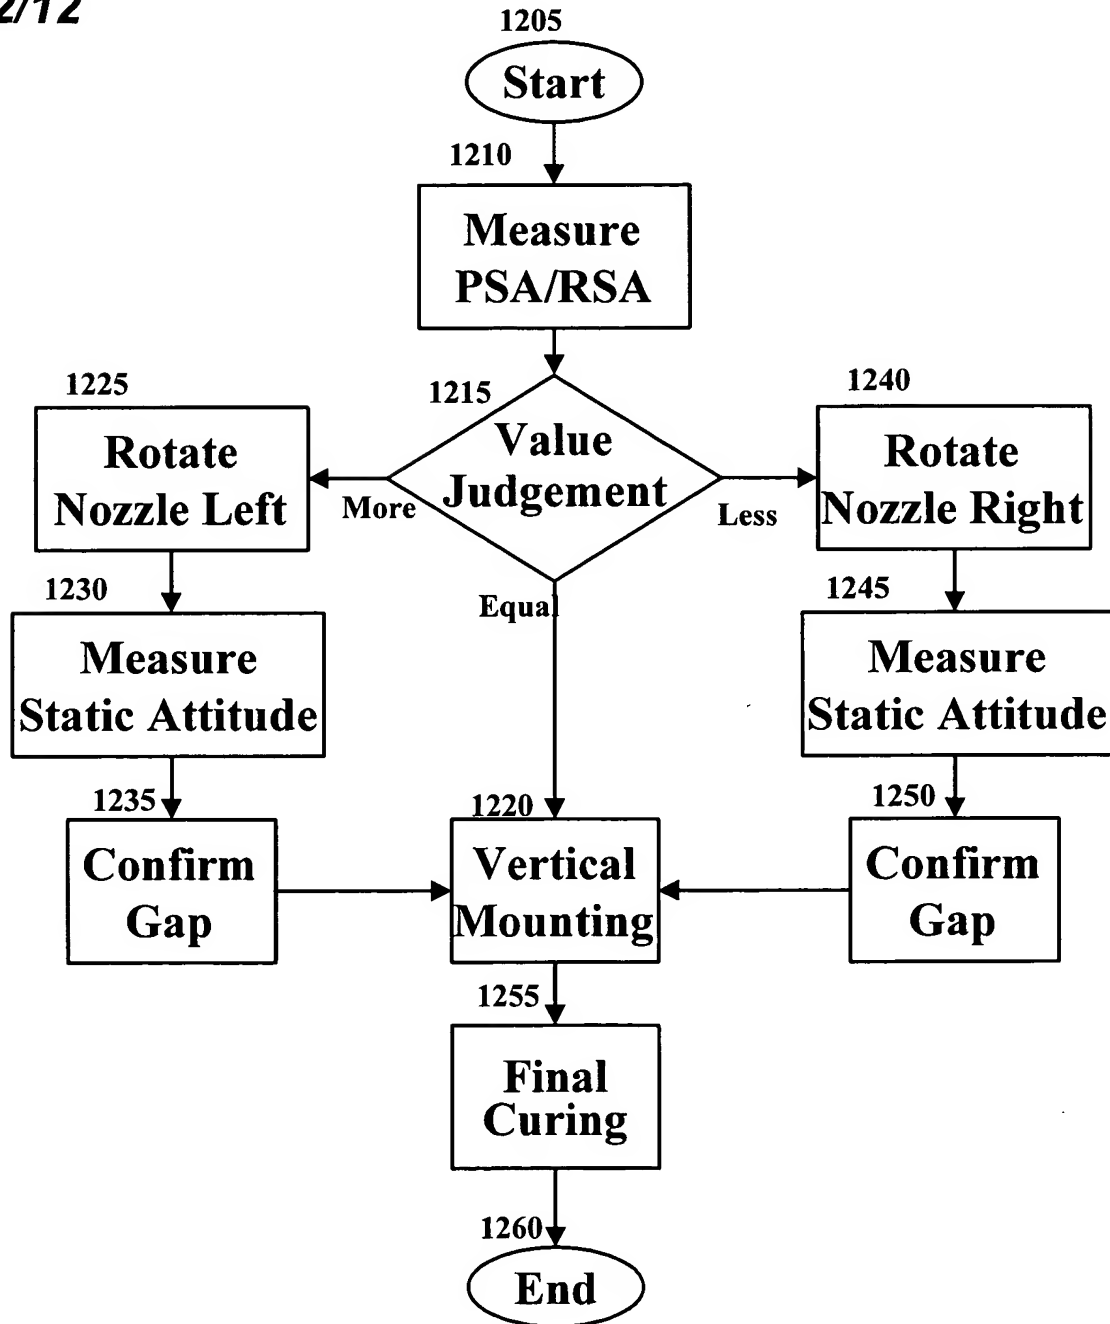 2/12
1205
Start
1210
Measure
PSA/RSA
1215
Value
Judgement
More
Less
Equal
1225
Rotate
Nozzle Left
1230
Measure
Static Attitude
1235
Confirm
Gap
1240
Rotate
Nozzle Right
1245
Measure
Static Attitude
1250
Confirm
Gap
1220
Vertical
Mounting
1255
Final
Curing
1260
End